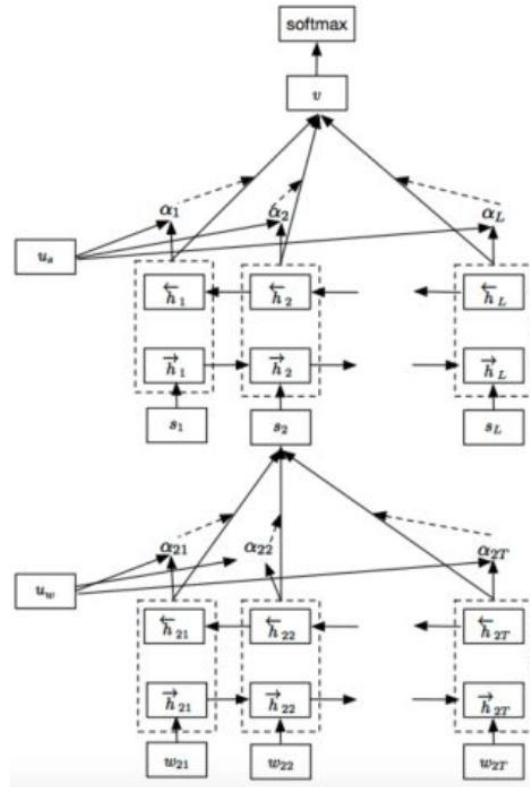 softmax
v
α1 α2 αL
us
←h1 ←h2 ←hL
→h1 →h2 →hL
s1 s2 sL
α21 α22 α2T
uw
←h21 ←h22 ←h2T
→h21 →h22 →h2T
w21 w22 w2T